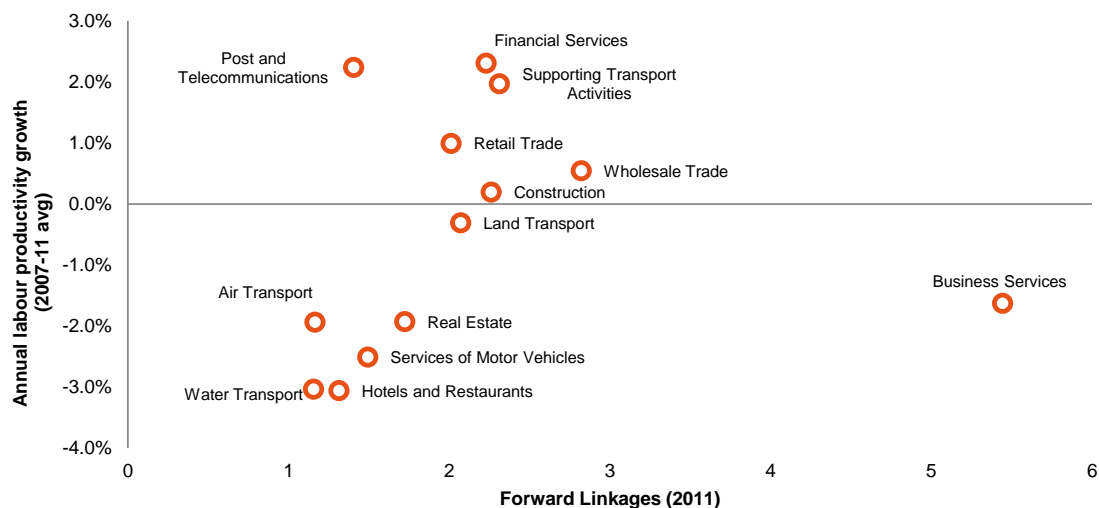 3.0%
2.0%
1.0%
0.0%
-1.0%
-2.0%
-3.0%
-4.0%
Annual labour productivity growth
(2007-11 avg)
Post and
Telecommunications
Financial Services
Supporting Transport
Activities
Retail Trade
Wholesale Trade
Construction
Land Transport
Business Services
Air Transport
Real Estate
Services of Motor Vehicles
Water Transport
Hotels and Restaurants
0
1
2
3
4
5
6
Forward Linkages (2011)